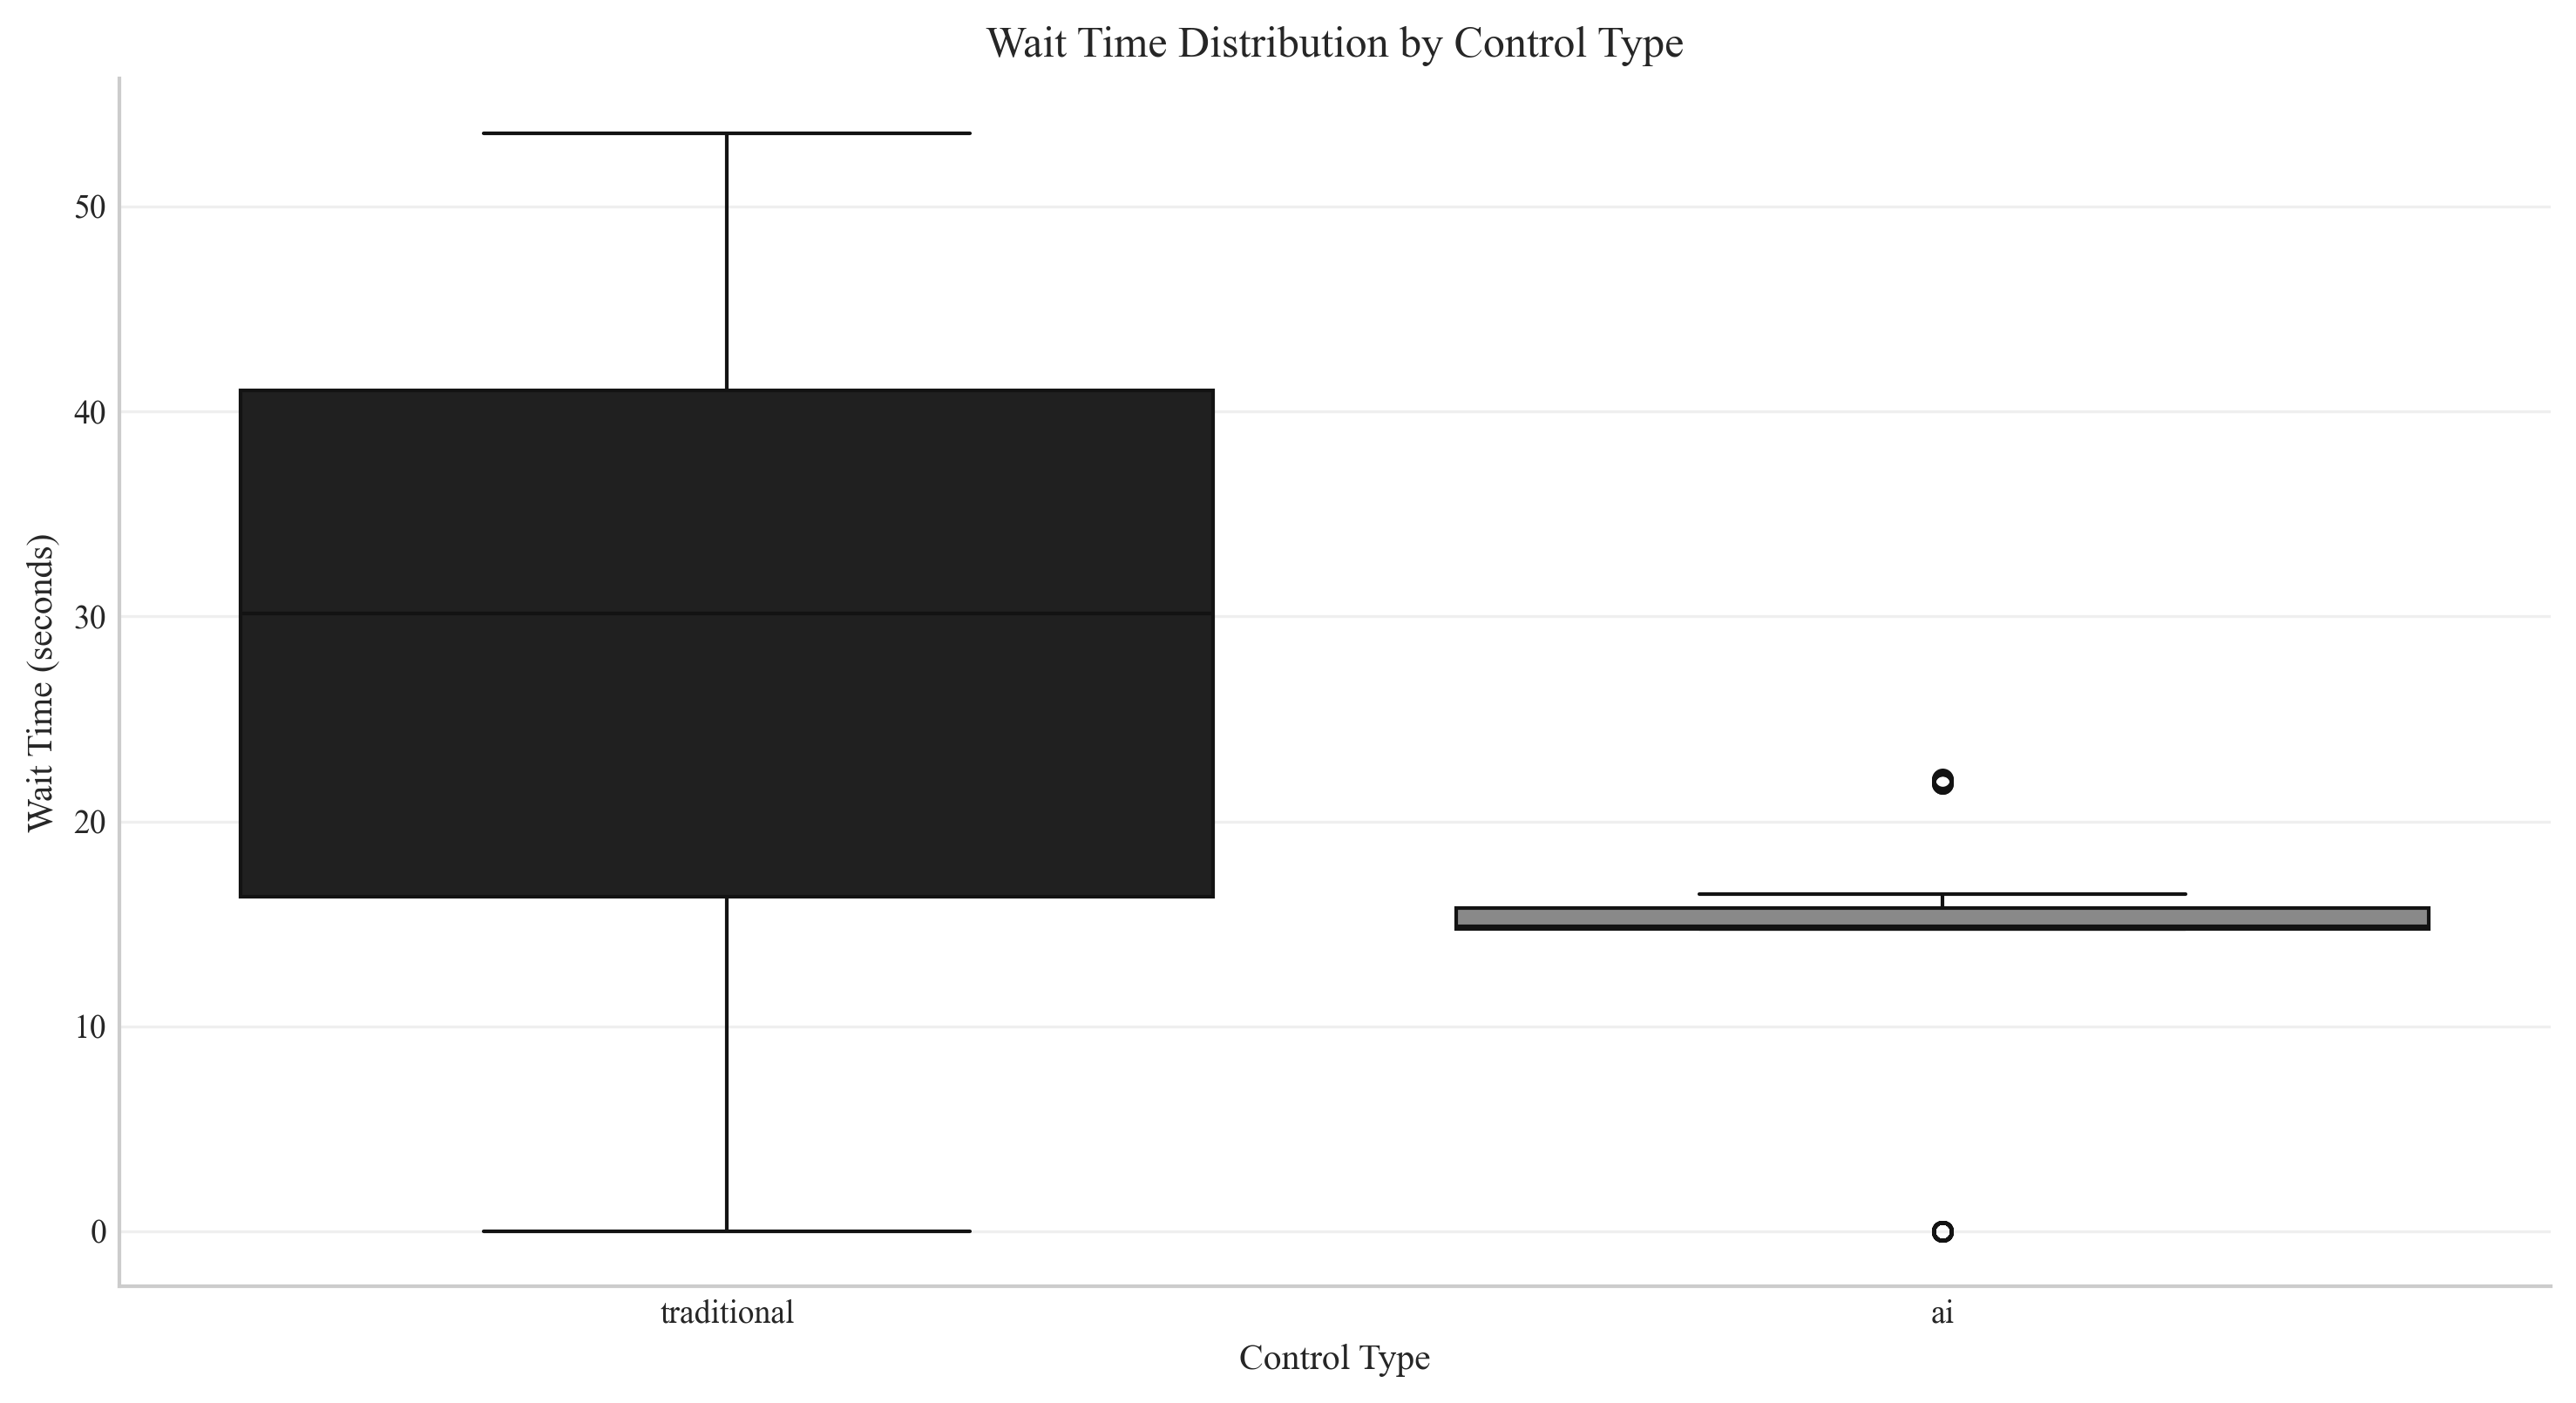 Wait Time Distribution by Control Type
Wait Time (seconds)
50
40
30
20
10
0
traditional
ai
Control Type